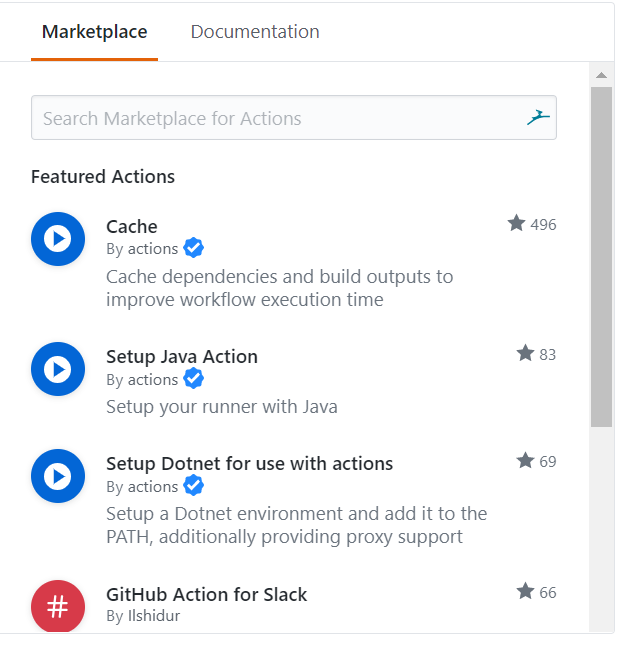 Marketplace Documentation
Search Marketplace for Actions
Featured Actions
Cache 496
By actions
Cache dependencies and build outputs to
improve workflow execution time
Setup Java Action 83
By actions
Setup your runner with Java
Setup Dotnet for use with actions 69
By actions
Setup a Dotnet environment and add it to the
PATH, additionally providing proxy support
# GitHub Action for Slack 66
By Ilshidur